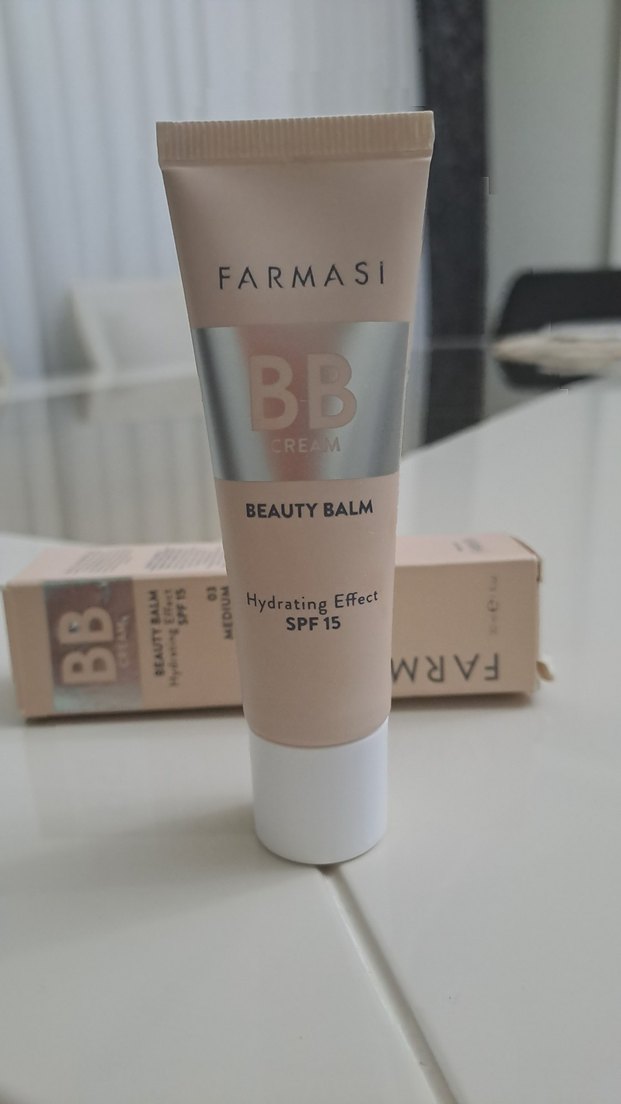 FARMASİ
BB
CREAM
BEAUTY BALM
Hydrating Effect
SPF 15
BB
CREAM
BEAUTY BALM
Hydrating Effect
SPF 15
03
MEDIUM
FARM